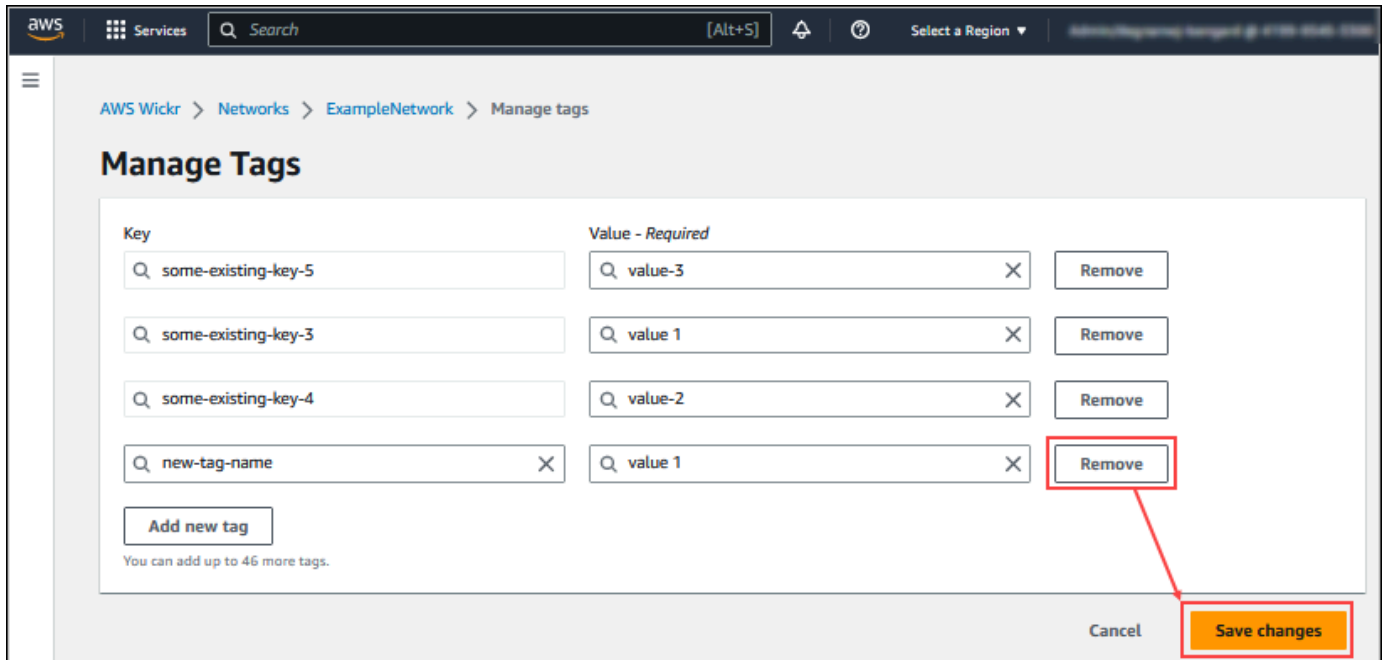 aws Services Search [Alt+S] Select a Region
AWS Wickr > Networks > ExampleNetwork > Manage tags
Manage Tags
Key Value - Required
some-existing-key-5 value-3 Remove
some-existing-key-3 value 1 Remove
some-existing-key-4 value-2 Remove
new-tag-name value 1 Remove
Add new tag
You can add up to 46 more tags.
Cancel Save changes